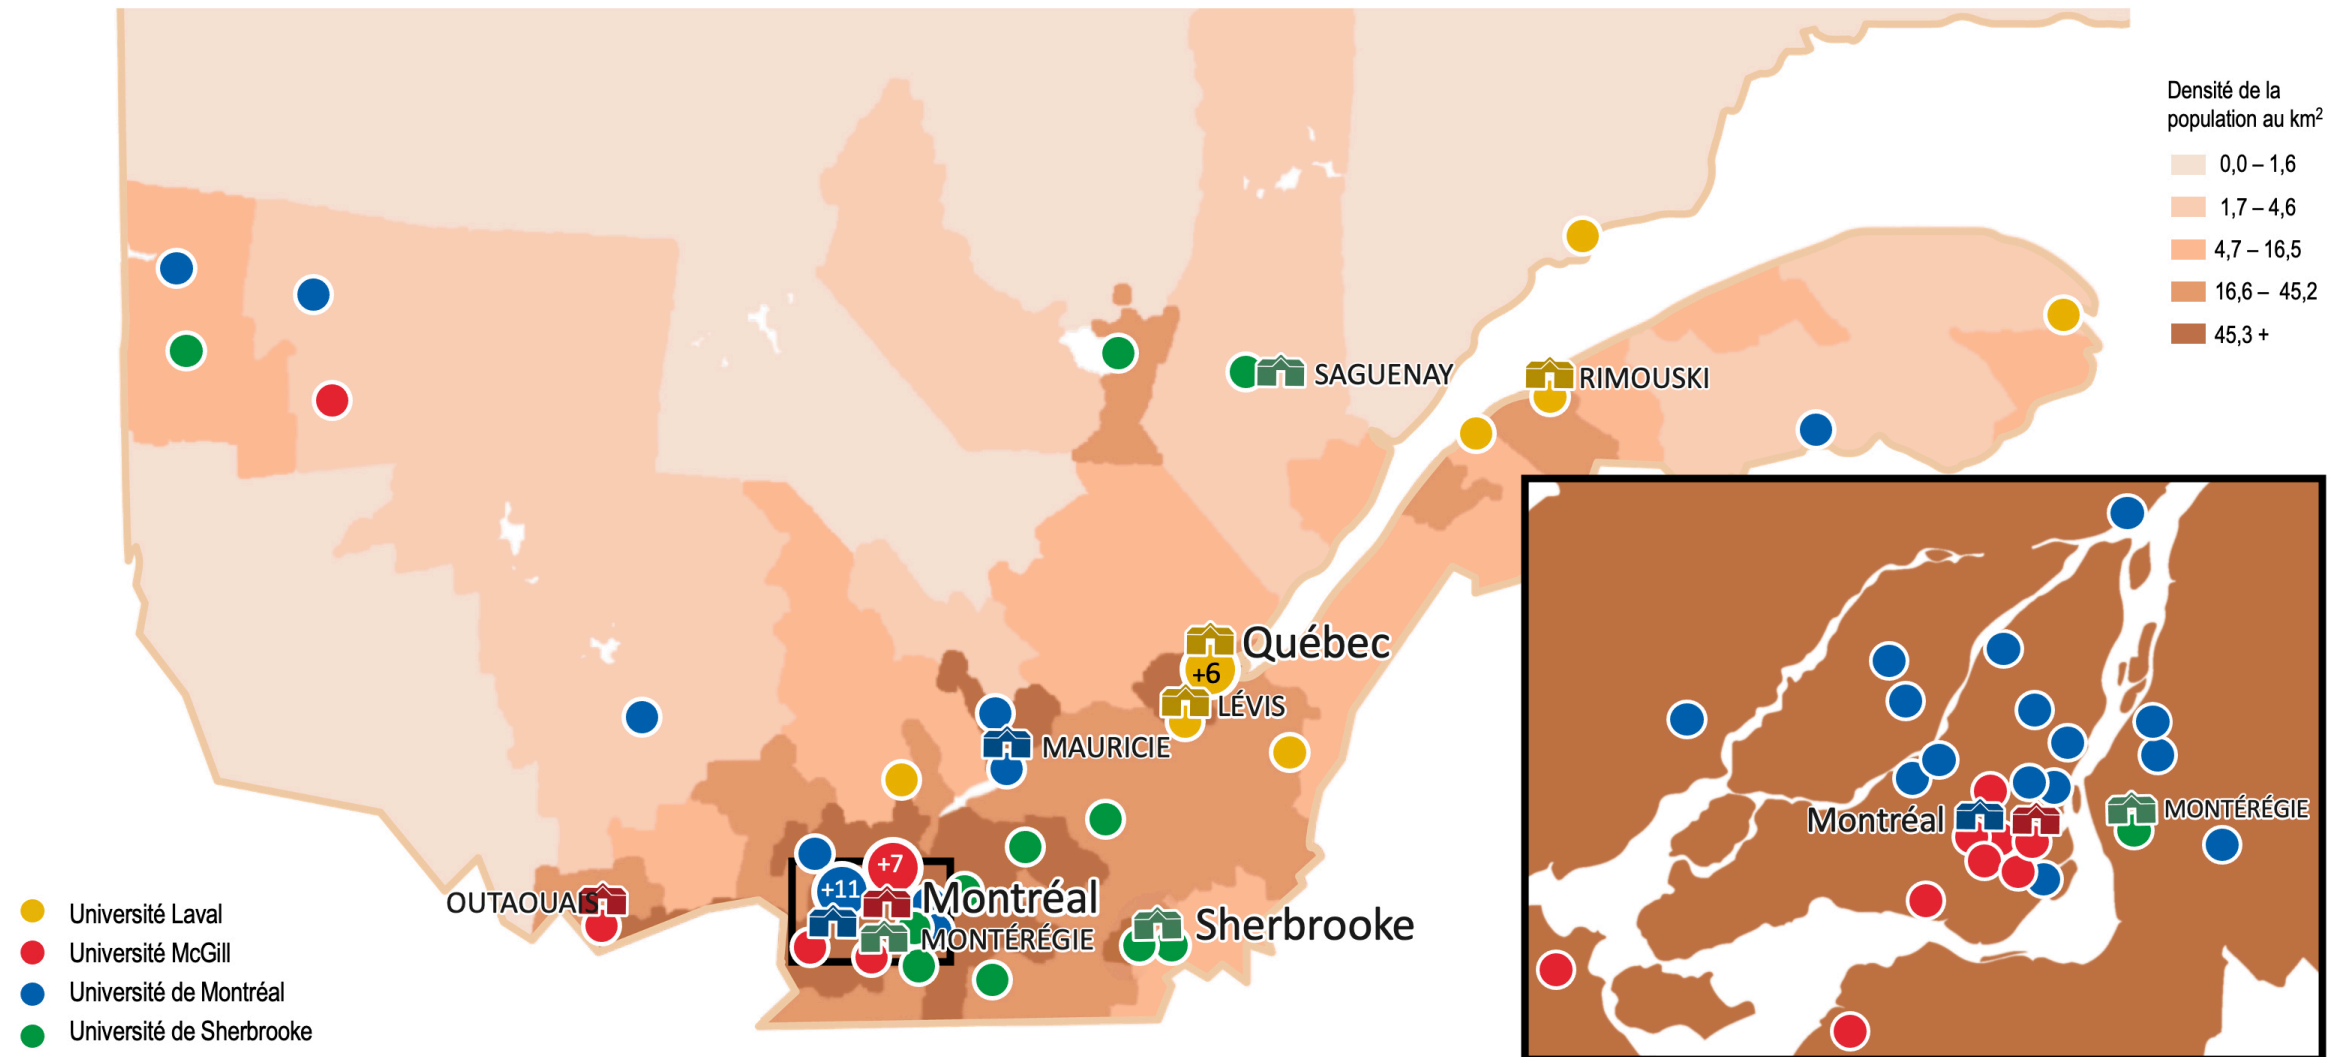 Densité de la
population au km²
0,0 – 1,6
1,7 – 4,6
4,7 – 16,5
16,6 – 45,2
45,3 +
SAGUENAY
RIMOUSKI
Québec
+6
LÉVIS
MAURICIE
+7
+11
OUTAOUAIS
Montréal
MONTÉRÉGIE
Sherbrooke
Montréal
MONTÉRÉGIE
Université Laval
Université McGill
Université de Montréal
Université de Sherbrooke